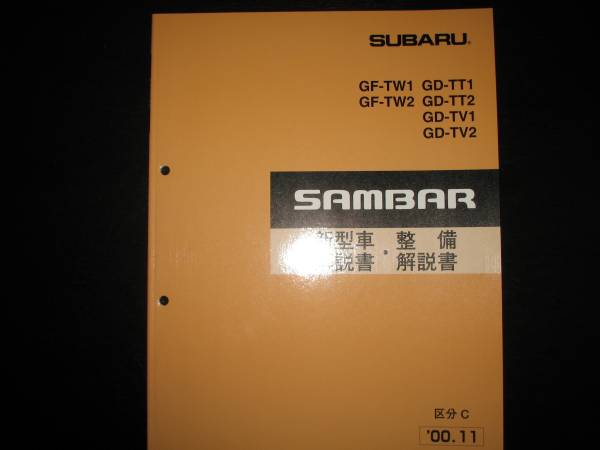 SUBARU®
GF-TW1 GD-TT1
GF-TW2 GD-TT2
GD-TV1
GD-TV2
SAMBAR
新型車・整備
解説書・解説書
区分 C
'00.11